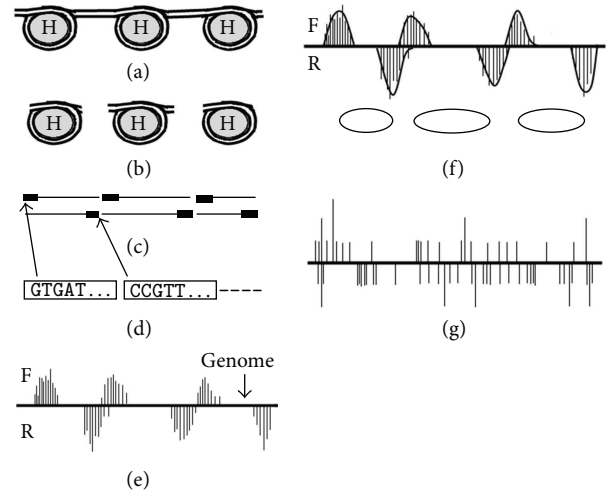 H H H
(a)
H H H
(b)
(c)
GTGAT... CCGTT...
(d)
Genome
F
R
(e)
F
R
(f)
(g)